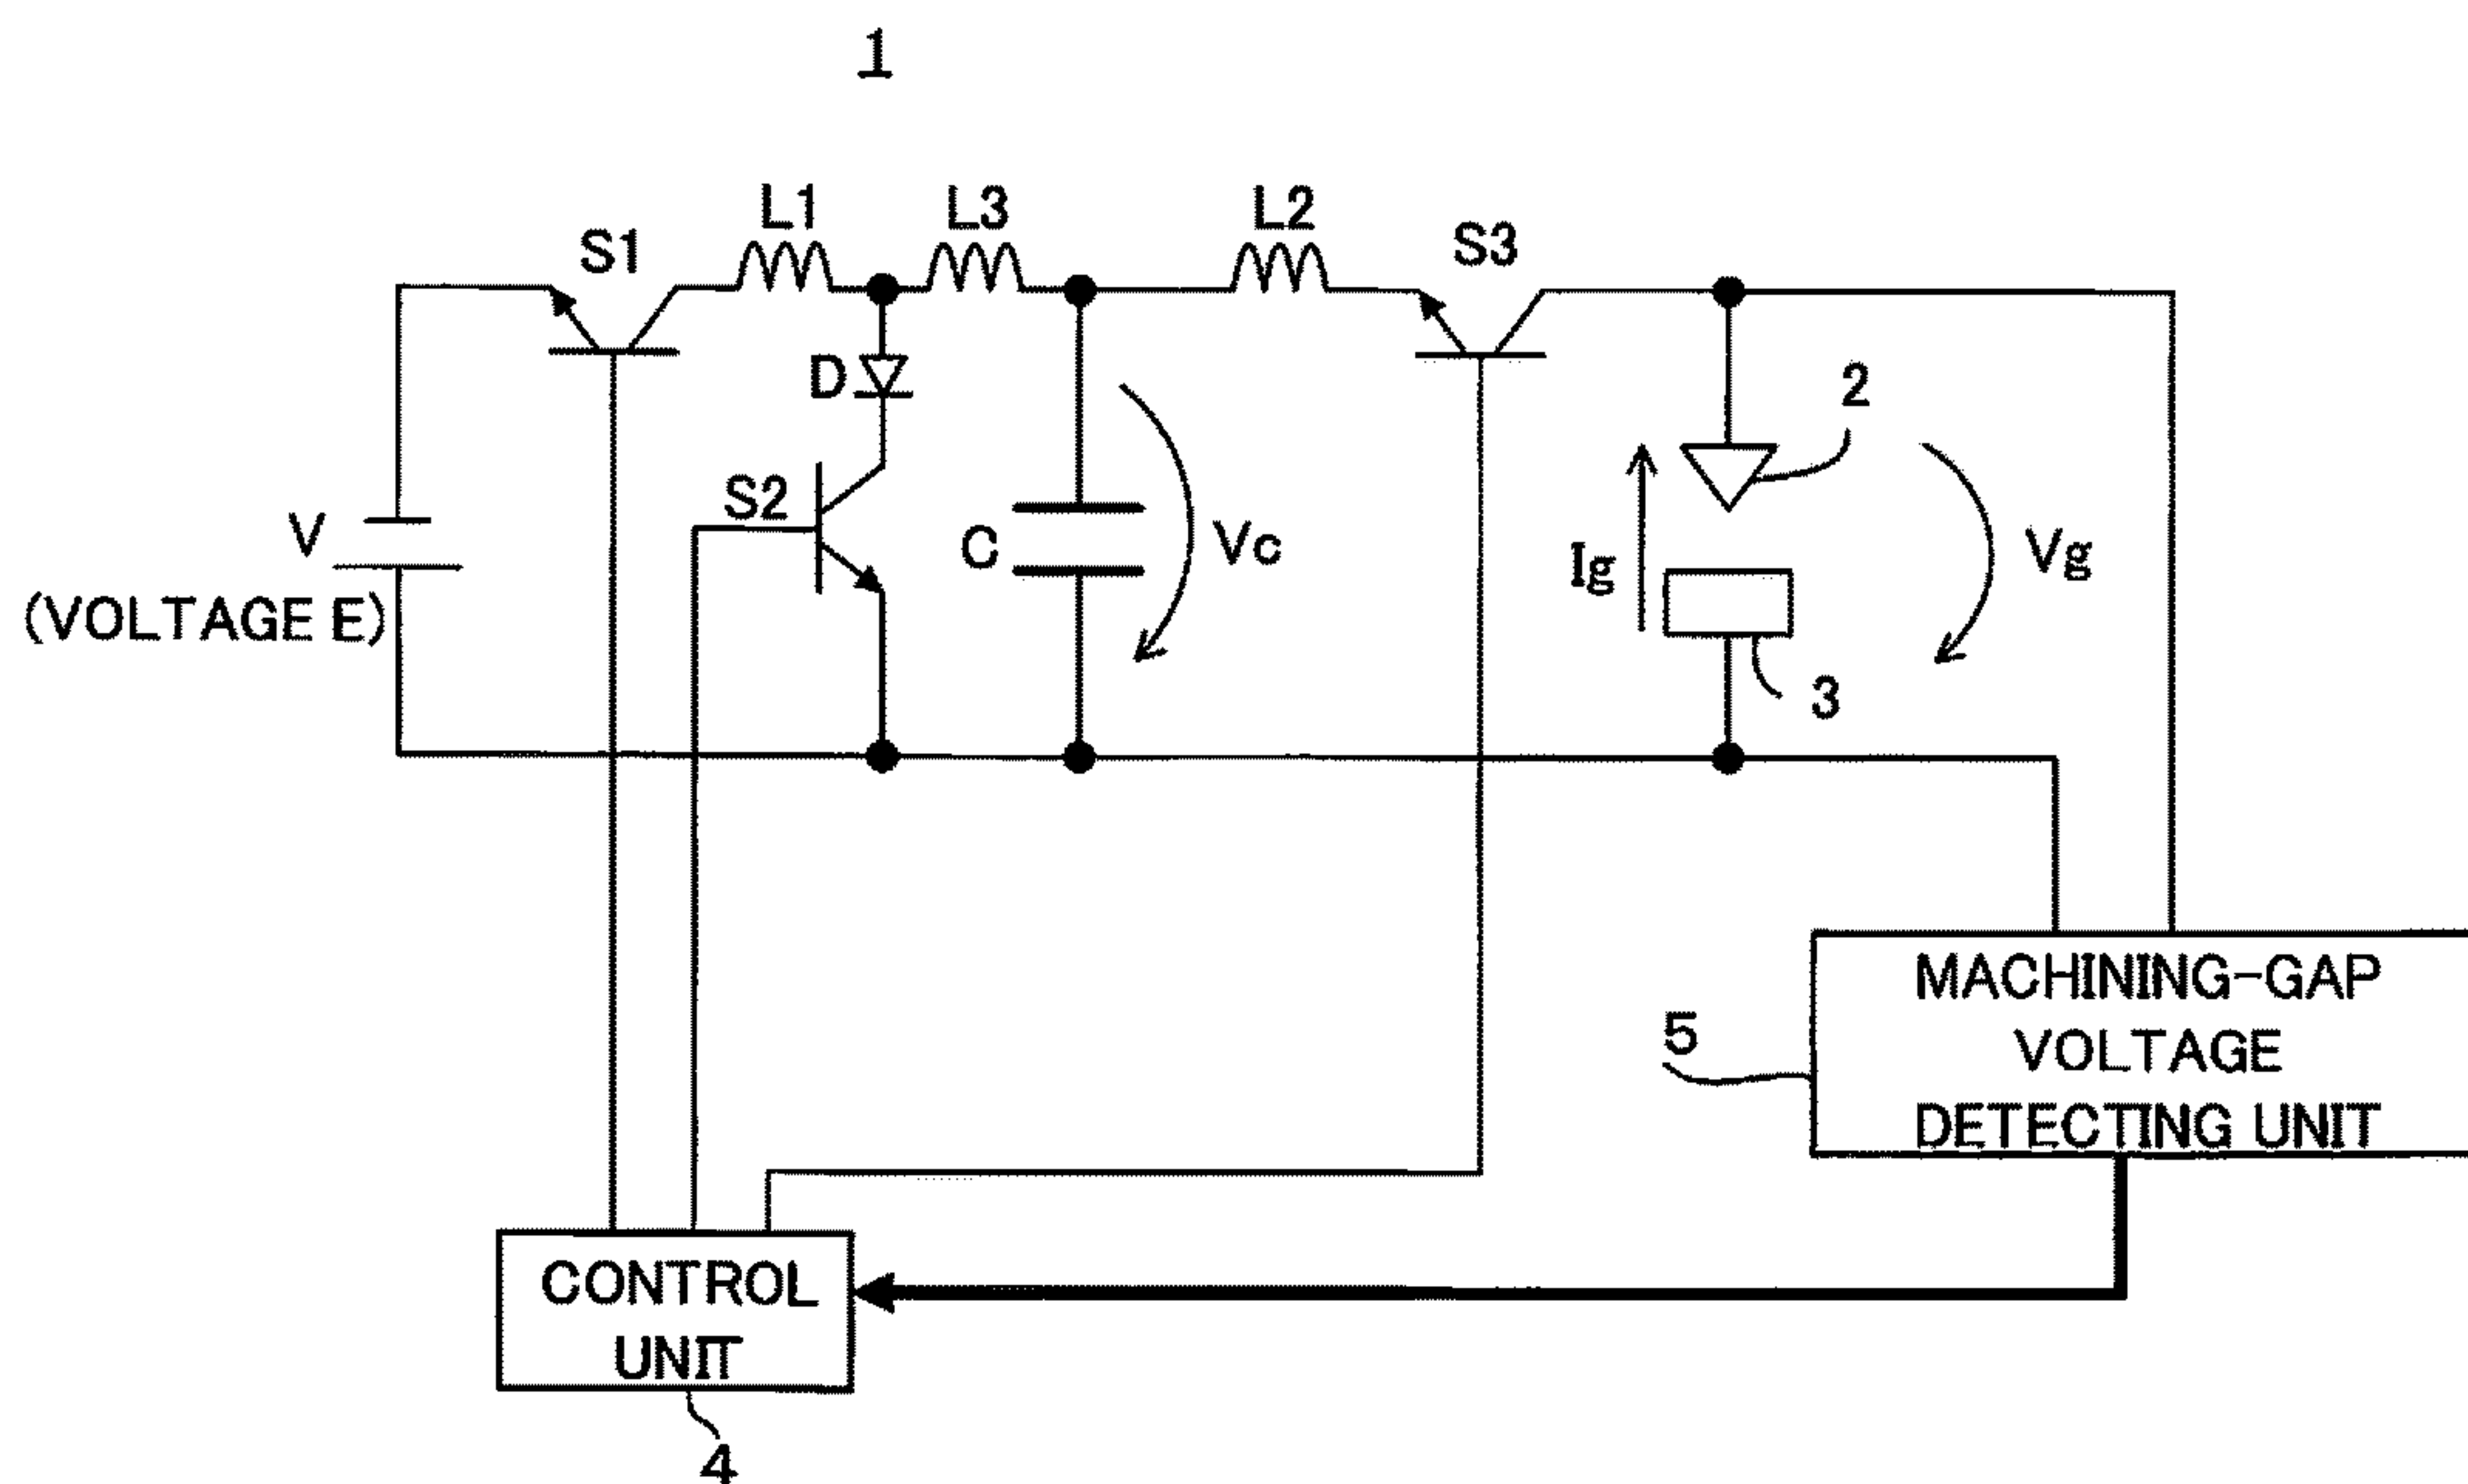 1
L1
L3
L2
S1
S3
D
2
S2
V
C
Vc
Ig
Vg
(VOLTAGE E)
3
MACHINING-GAP
VOLTAGE
DETECTING UNIT
5
CONTROL
UNIT
4